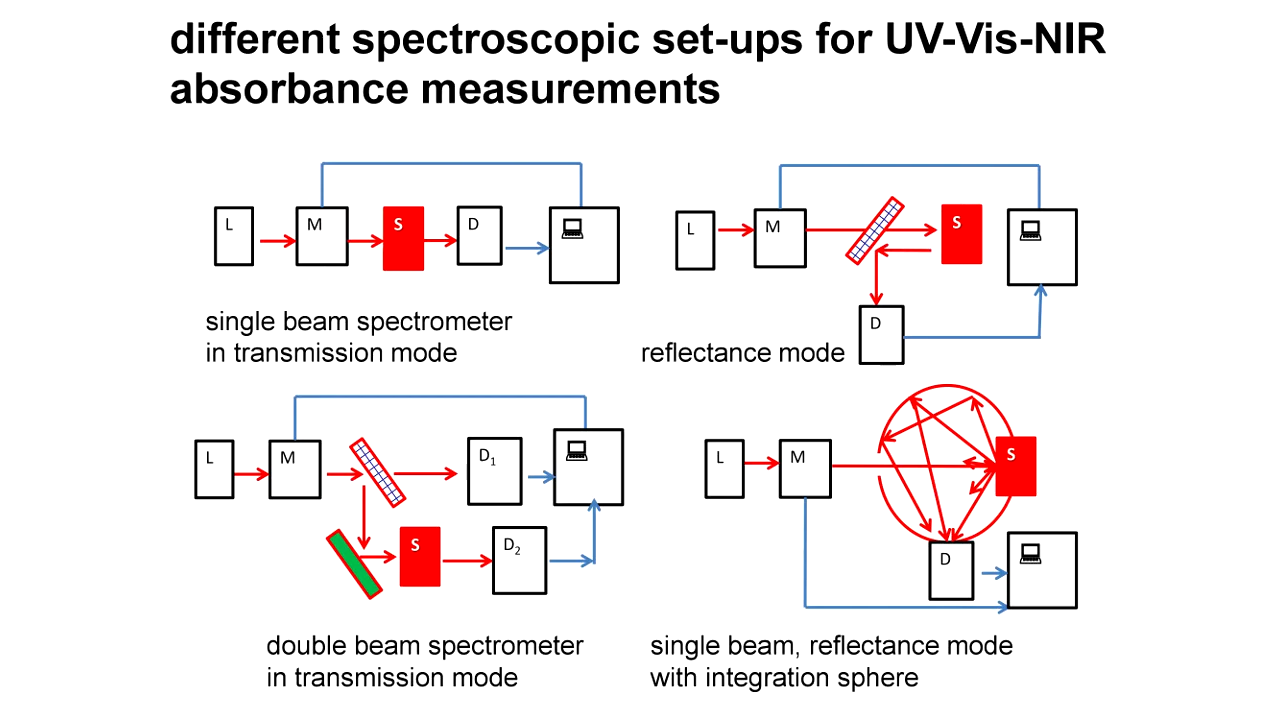 different spectroscopic set-ups for UV-Vis-NIR
absorbance measurements
L
M
S
D
single beam spectrometer
in transmission mode
L
M
S
D
reflectance mode
L
M
D1
S
D2
double beam spectrometer
in transmission mode
L
M
S
D
single beam, reflectance mode
with integration sphere